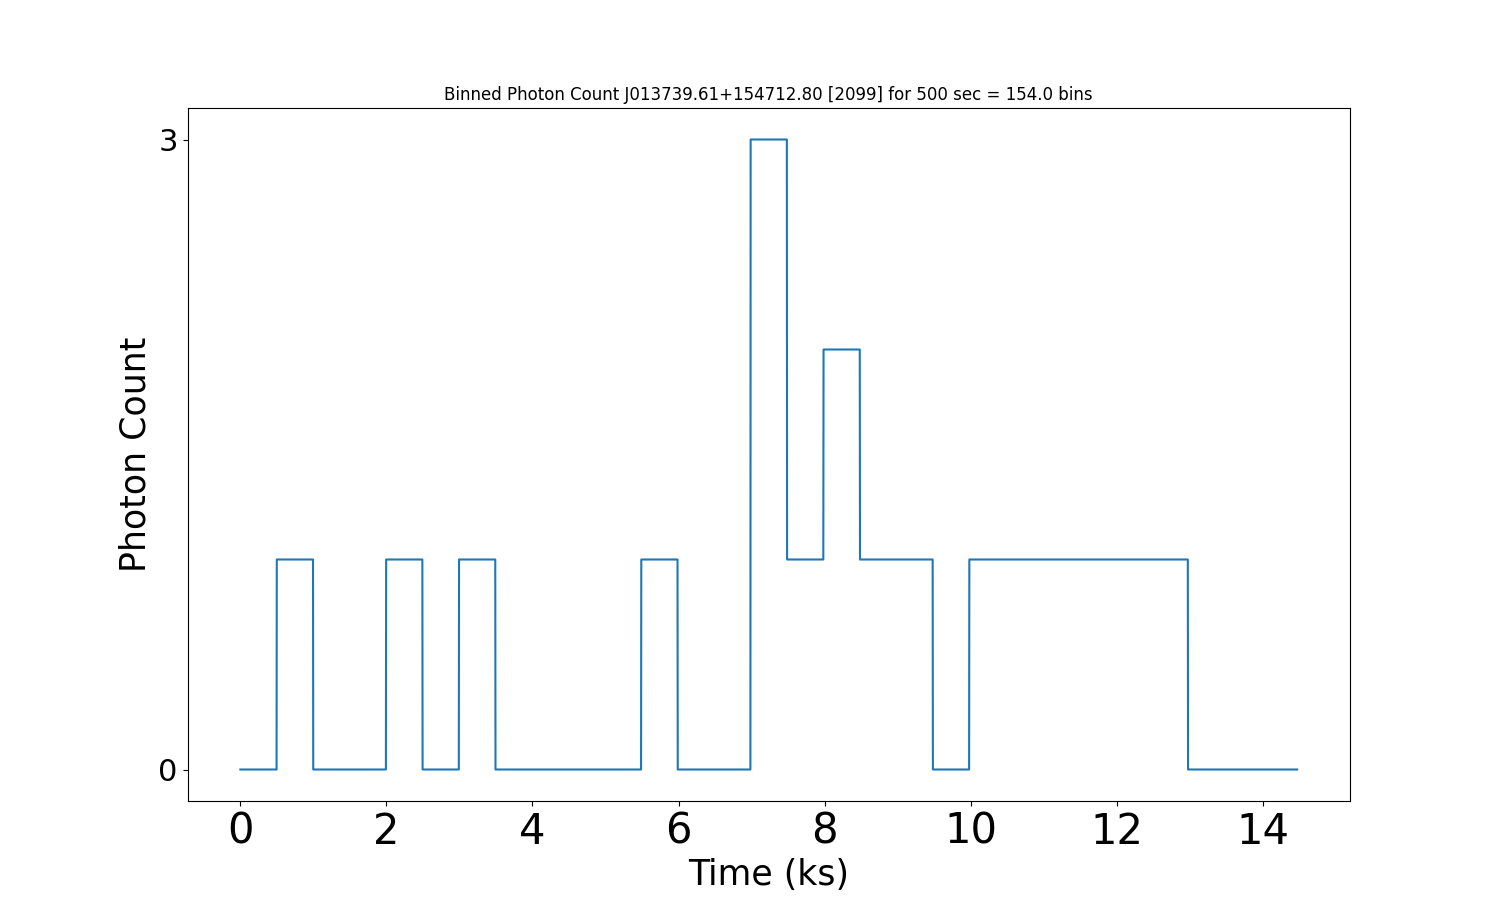 Binned Photon Count J013739.61+154712.80 [2099] for 500 sec = 154.0 bins
3
Photon Count
0
0 2 4 6 8 10 12 14
Time (ks)